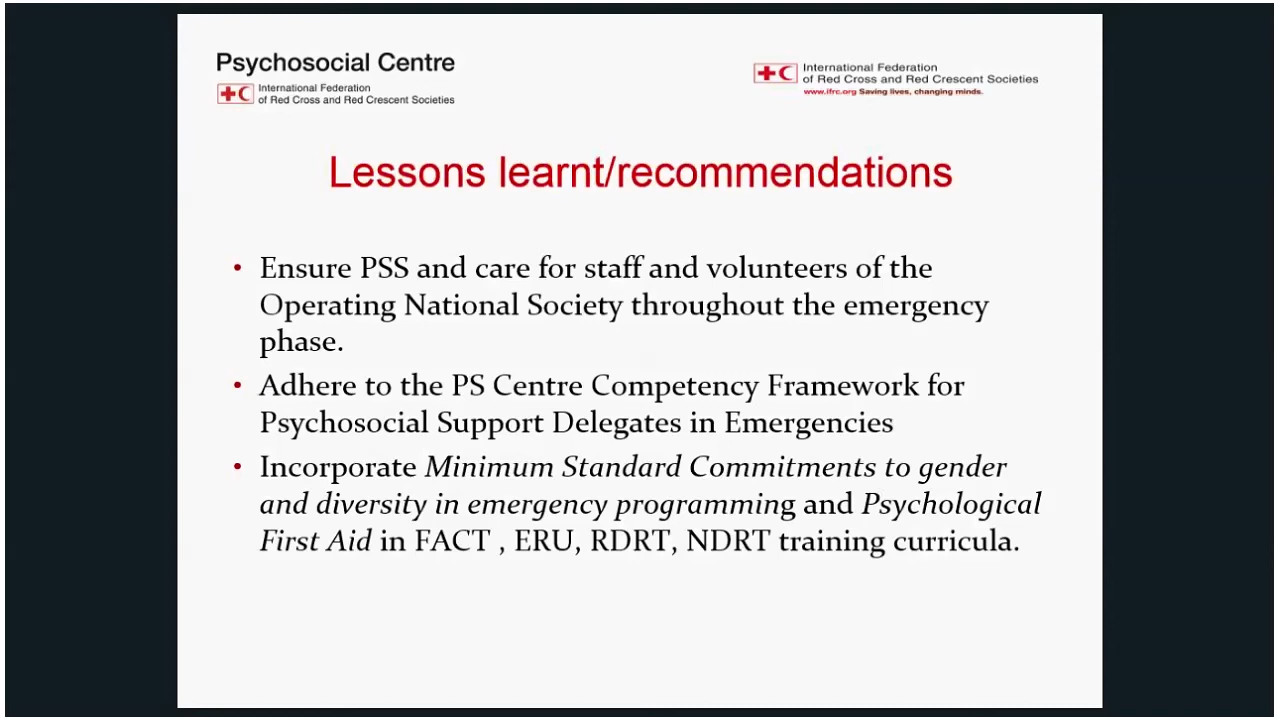 Psychosocial Centre
International Federation
of Red Cross and Red Crescent Societies
International Federation
of Red Cross and Red Crescent Societies
www.ifrc.org Saving lives, changing minds.
Lessons learnt/recommendations
• Ensure PSS and care for staff and volunteers of the
Operating National Society throughout the emergency
phase.
• Adhere to the PS Centre Competency Framework for
Psychosocial Support Delegates in Emergencies
• Incorporate Minimum Standard Commitments to gender
and diversity in emergency programming and Psychological
First Aid in FACT , ERU, RDRT, NDRT training curricula.